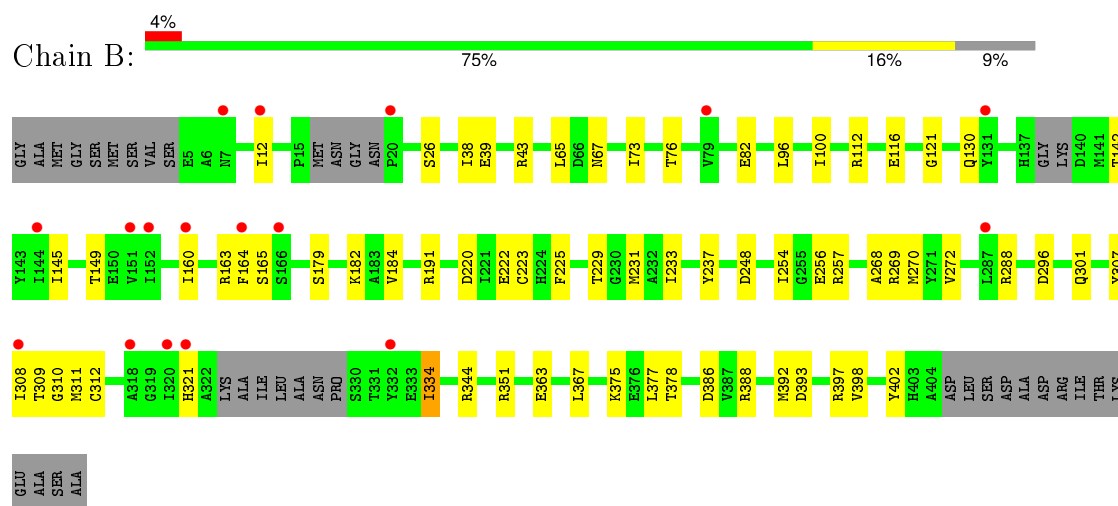 4%
Chain B:
75% 16% 9%
GLY ALA MET GLY SER MET SER VAL SER E5 A6 N7 I12 P15 MET ASN GLY ASN P20 S26 I38 E39 R43 L65 D66 N67 I73 T76 V79 E82 L96 I100 R112 E116 G121 Q130 Y131 H137 GLY LYS D140 M141 T142
Y143 I144 I145 T149 E150 V151 I152 I160 R163 F164 S165 S166 S179 K182 A183 V184 R191 D220 I221 E222 C223 H224 F225 T229 G230 M231 A232 I233 Y237 D248 I254 G255 E256 R257 A268 R269 M270 Y271 V272 L287 R288 D296 Q301 Y307
I308 T309 G310 M311 C312 A318 G319 I320 H321 A322 LYS ALA ILE LEU ALA ASN PRO S330 T331 Y332 E333 I334 R344 R351 E363 L367 K375 E376 L377 T378 D386 V387 R388 M392 D393 R397 V398 Y402 H403 A404 ASP LEU SER ASP ALA ASP ARG ILE THR LYS
GLU ALA SER ALA